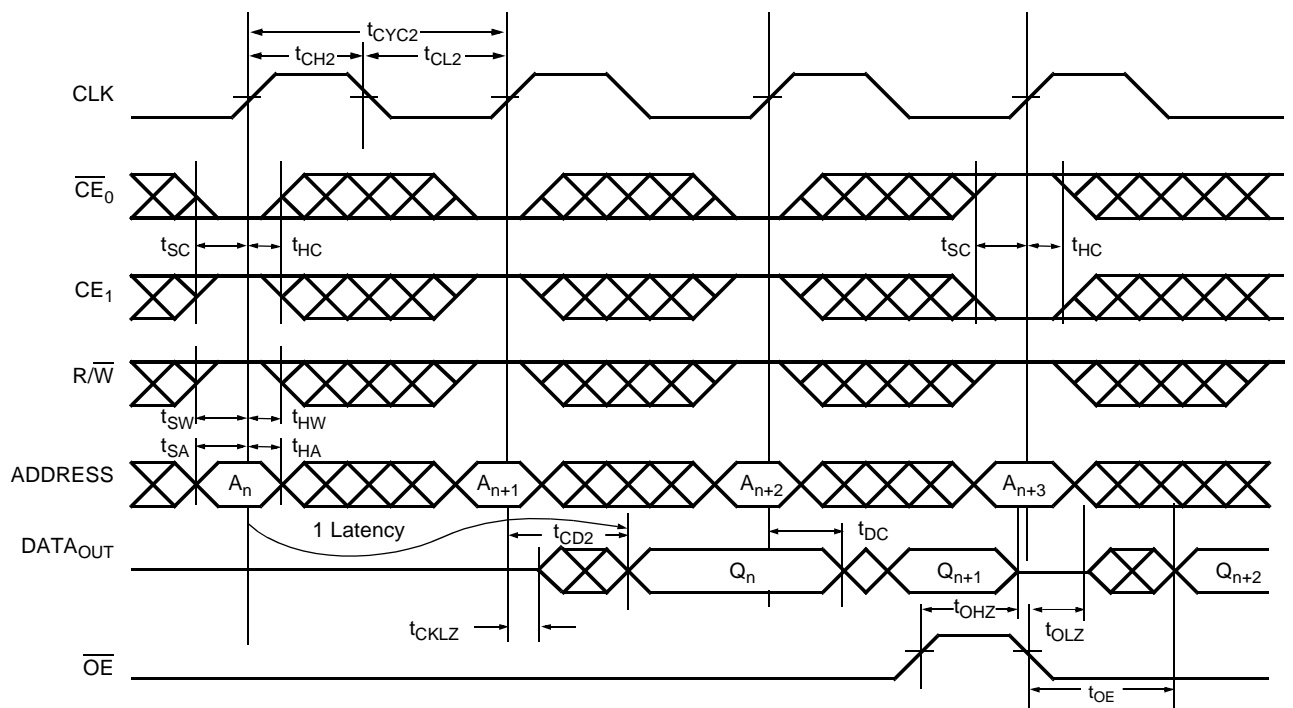 tCYC2
tCH2 tCL2
CLK
CE0
tSC tHC tSC tHC
CE1
R/W
tSW tHW
tSA tHA
ADDRESS An An+1 An+2 An+3
1 Latency tCD2 tDC
DATAOUT Qn Qn+1 Qn+2
tOHZ
tCKLZ tOLZ
OE
tOE